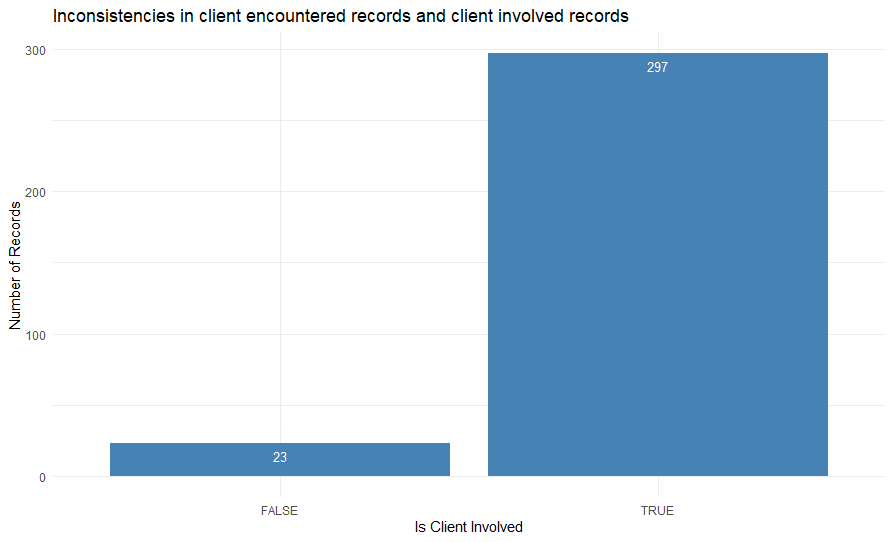 Inconsistencies in client encountered records and client involved records
Number of Records
300
200
100
0
297
23
FALSE
TRUE
Is Client Involved